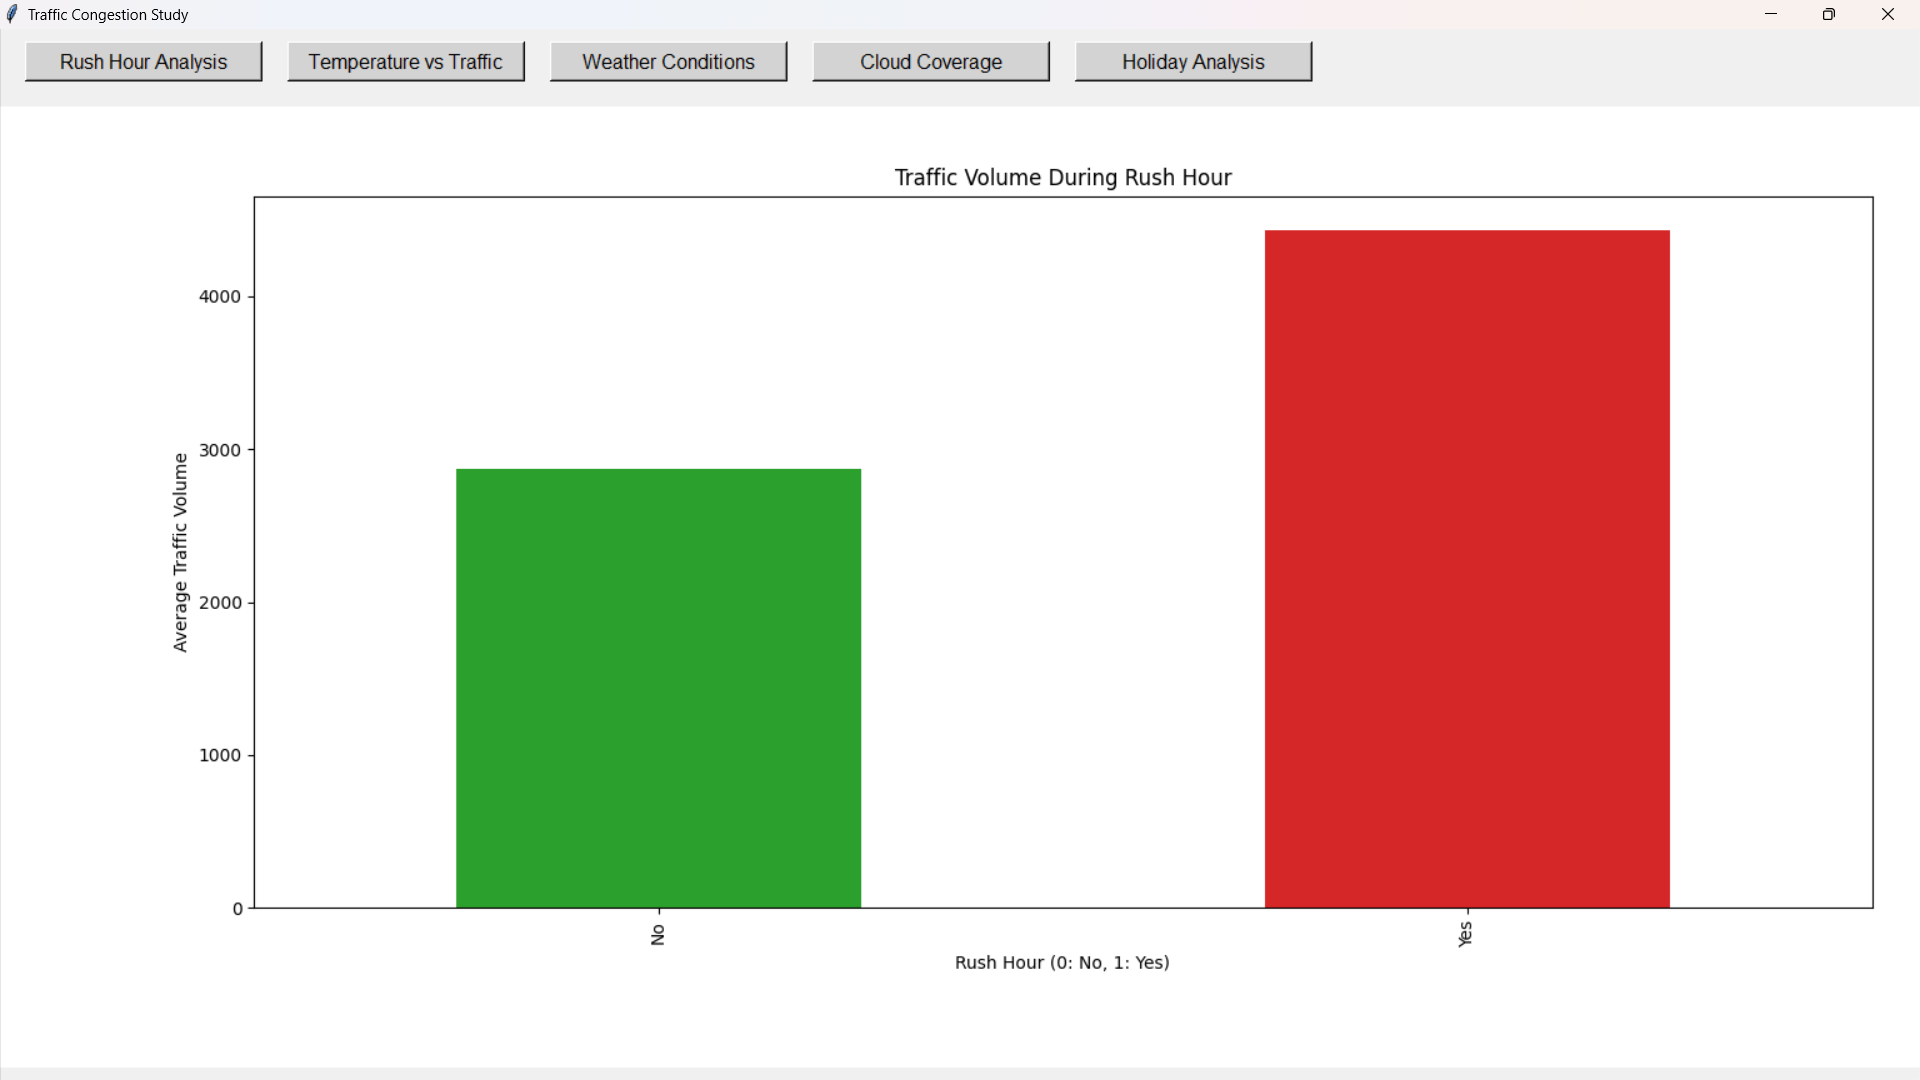 Traffic Congestion Study
Rush Hour Analysis
Temperature vs Traffic
Weather Conditions
Cloud Coverage
Holiday Analysis
Traffic Volume During Rush Hour
Average Traffic Volume
4000
3000
2000
1000
0
No
Yes
Rush Hour (0: No, 1: Yes)